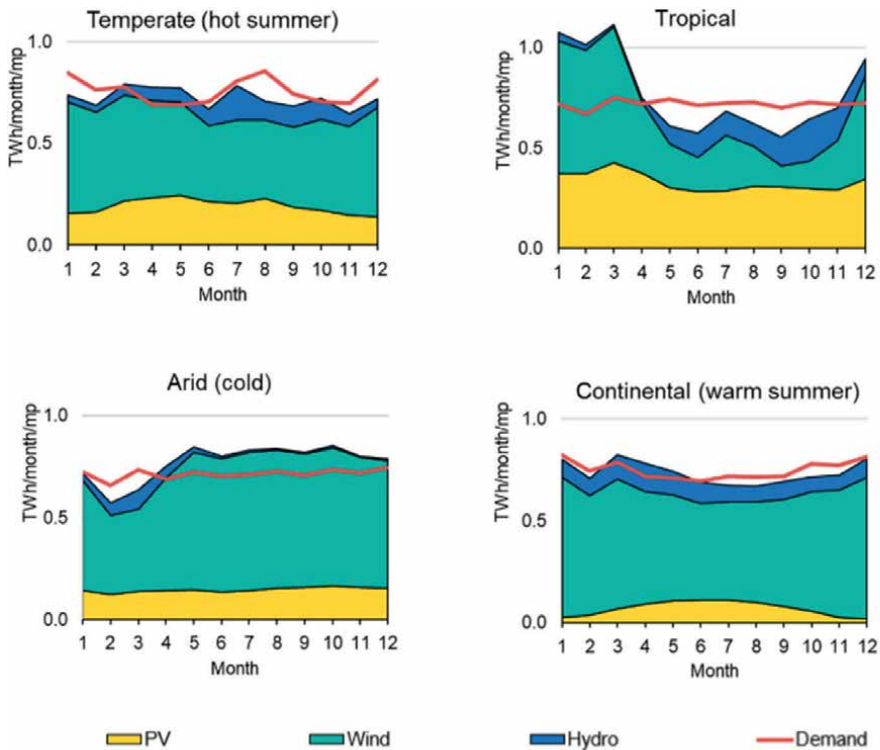 Temperate (hot summer)
TWh/month/mp
1.0
0.5
0.0
1 2 3 4 5 6 7 8 9 10 11 12
Month
Tropical
TWh/month/mp
1.0
0.5
0.0
1 2 3 4 5 6 7 8 9 10 11 12
Month
Arid (cold)
TWh/month/mp
1.0
0.5
0.0
1 2 3 4 5 6 7 8 9 10 11 12
Month
Continental (warm summer)
TWh/month/mp
1.0
0.5
0.0
1 2 3 4 5 6 7 8 9 10 11 12
Month
PV Wind Hydro Demand